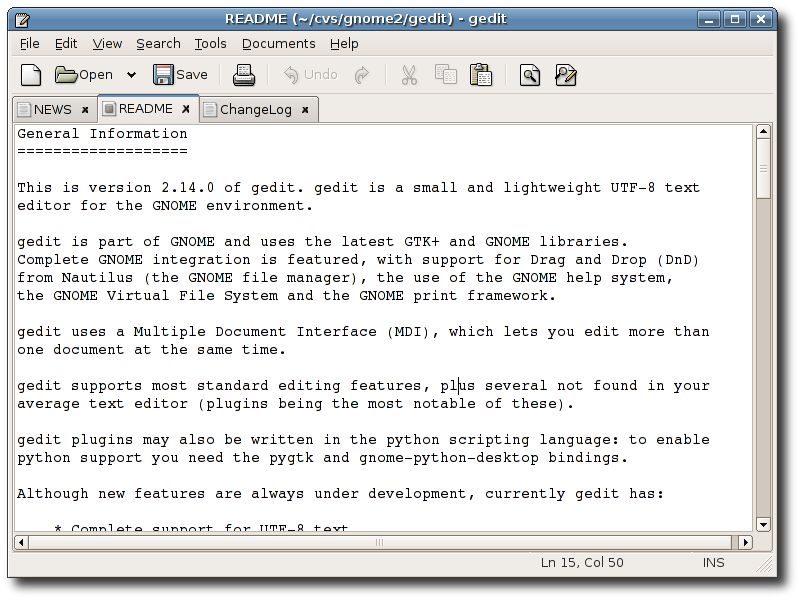 README (~/cvs/gnome2/gedit) - gedit
File Edit View Search Tools Documents Help
Open Save Undo
NEWS README ChangeLog
General Information
===================
This is version 2.14.0 of gedit. gedit is a small and lightweight UTF-8 text
editor for the GNOME environment.
gedit is part of GNOME and uses the latest GTK+ and GNOME libraries.
Complete GNOME integration is featured, with support for Drag and Drop (DnD)
from Nautilus (the GNOME file manager), the use of the GNOME help system,
the GNOME Virtual File System and the GNOME print framework.
gedit uses a Multiple Document Interface (MDI), which lets you edit more than
one document at the same time.
gedit supports most standard editing features, plus several not found in your
average text editor (plugins being the most notable of these).
gedit plugins may also be written in the python scripting language: to enable
python support you need the pygtk and gnome-python-desktop bindings.
Although new features are always under development, currently gedit has:
* Complete support for UTF-8 text
Ln 15, Col 50 INS